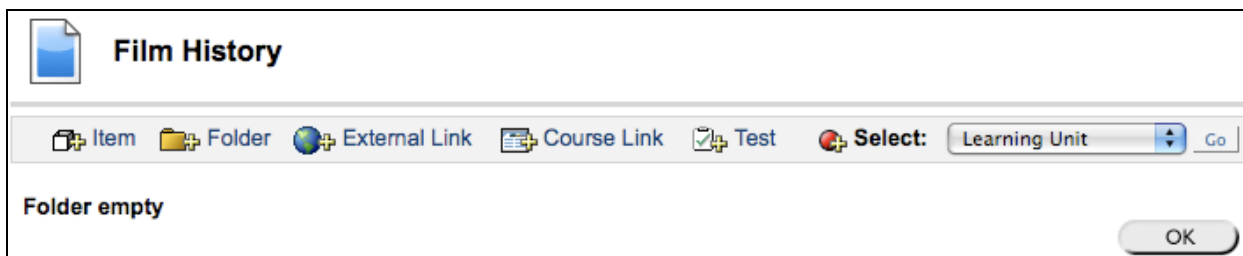 Film History
Item Folder External Link Course Link Test Select: Learning Unit Go
Folder empty
OK